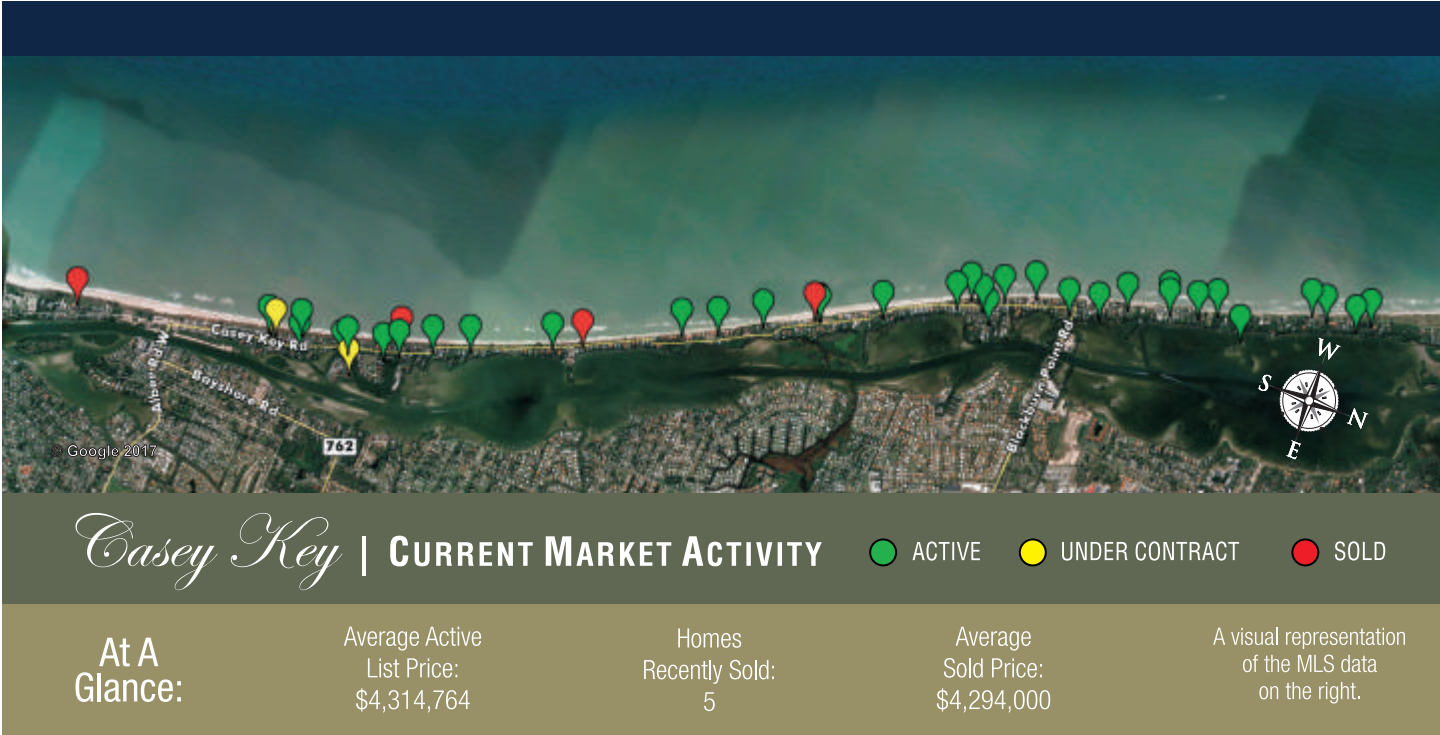 Casey Key Rd
Albee Rd W
Bayshore Rd
Blackburn Point Rd
762
© Google 2017
W
S
N
E
Casey Key | CURRENT MARKET ACTIVITY
ACTIVE
UNDER CONTRACT
SOLD
At A
Glance:
Average Active
List Price:
$4,314,764
Homes
Recently Sold:
5
Average
Sold Price:
$4,294,000
A visual representation
of the MLS data
on the right.